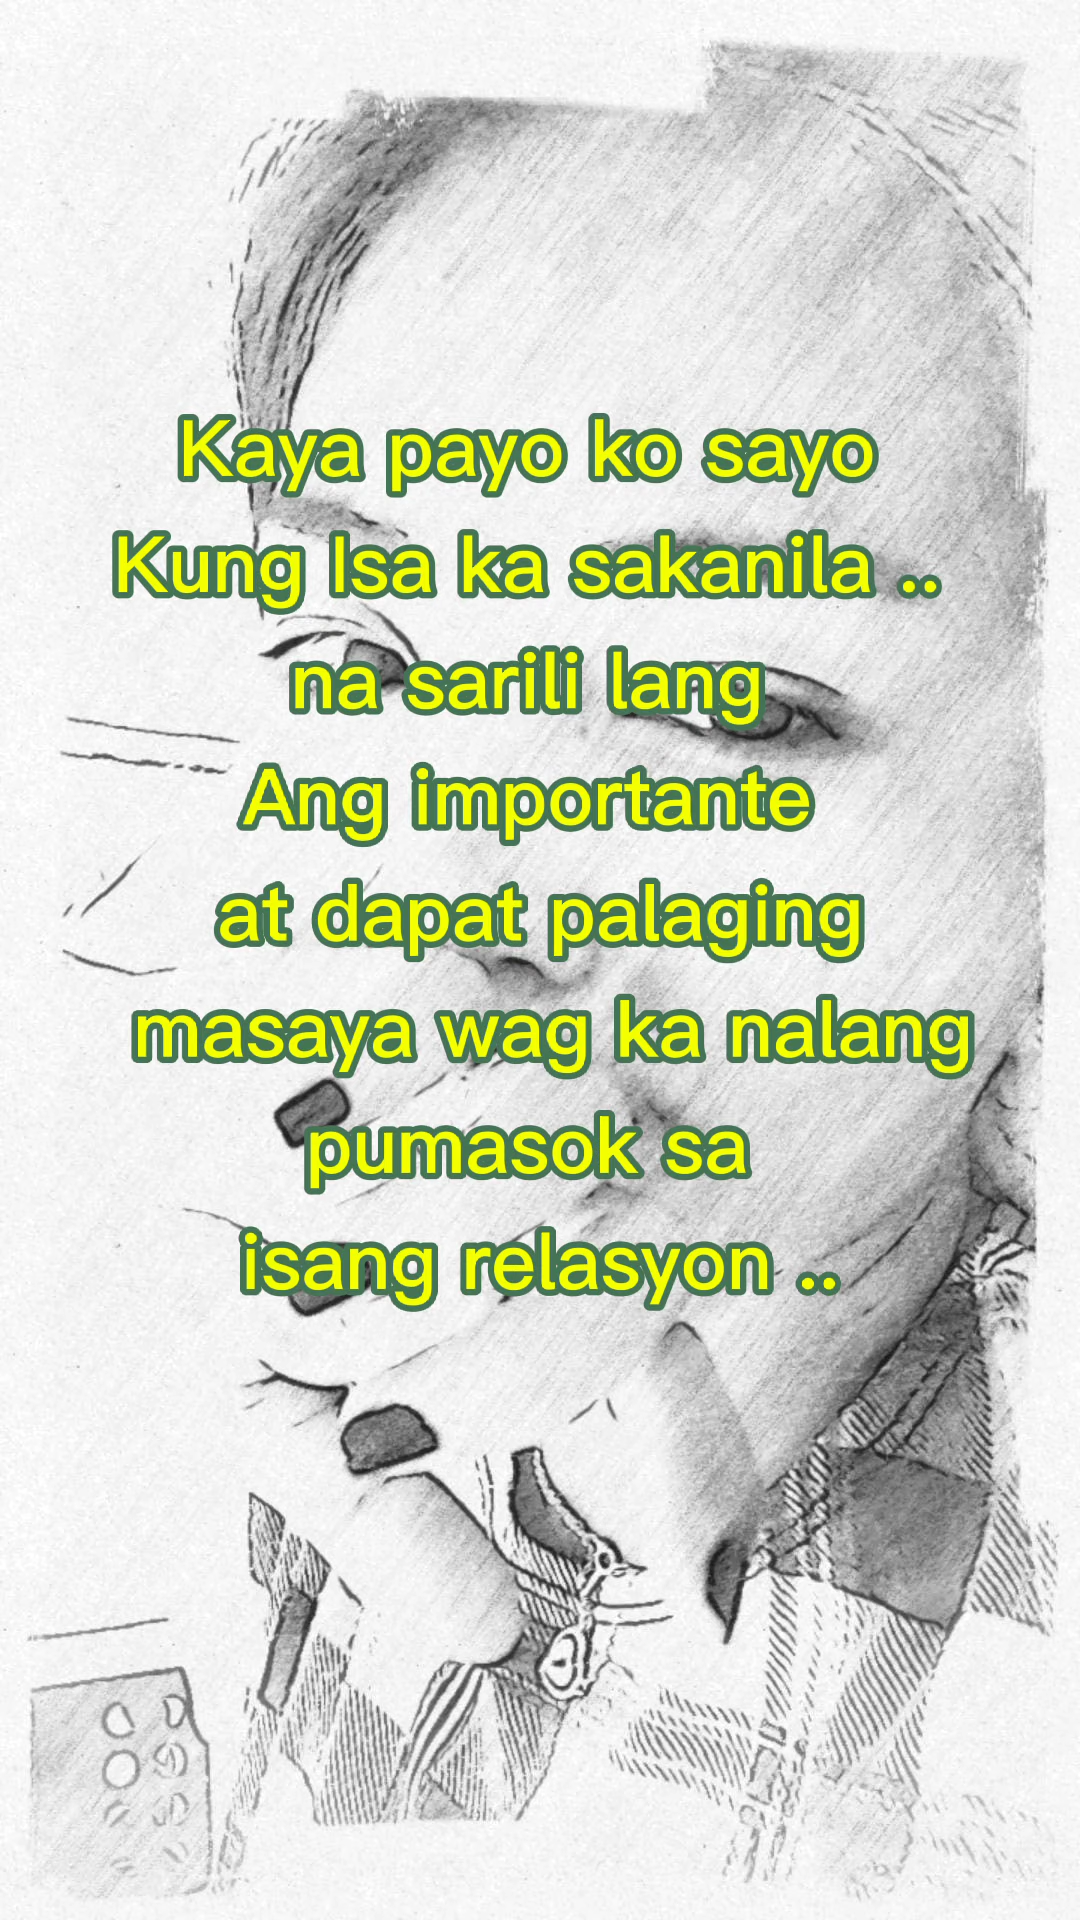 Kaya payo ko sayo
Kung Isa ka sakanila ..
na sarili lang
Ang importante
at dapat palaging
masaya wag ka nalang
pumasok sa
isang relasyon ..